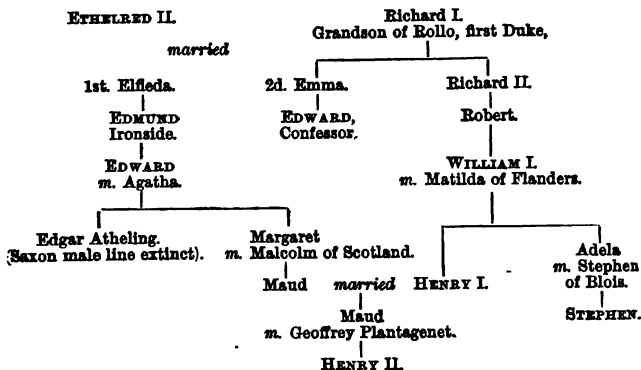 ETHELRED II.
Richard I.
Grandson of Rollo, first Duke,
married
1st. Elfleda.
2d. Emma.
Richard II.
EDMUND
Ironside.
EDWARD,
Confessor.
Robert.
EDWARD
m. Agatha.
WILLIAM I.
m. Matilda of Flanders.
Edgar Atheling.
(Saxon male line extinct).
Margaret
m. Malcolm of Scotland.
Adela
m. Stephen
of Blois.
Maud married HENRY I.
STEPHEN.
Maud
m. Geoffrey Plantagenet.
HENRY II.